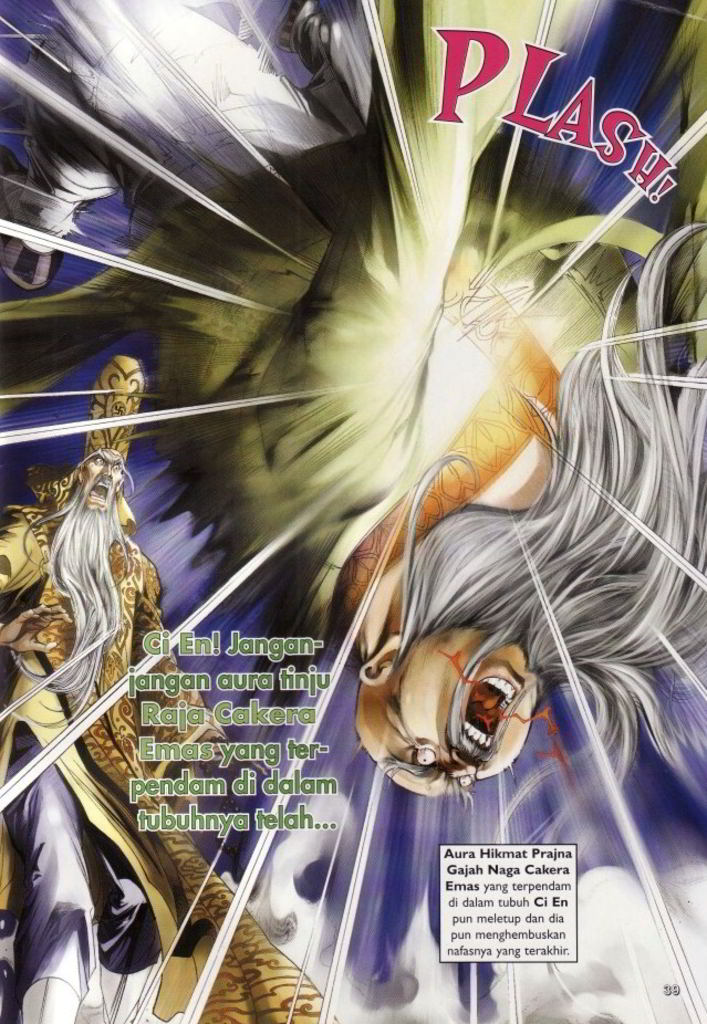 PLASH!
Ci En! Jangan-
jangan aura tinju
Raja Cakera
Emas yang ter-
pendam di dalam
tubuhnya telah...
Aura Hikmat Prajna
Gajah Naga Cakera
Emas yang terpendam
di dalam tubuh Ci En
pun meletup dan dia
pun menghembuskan
nafasnya yang terakhir.
39